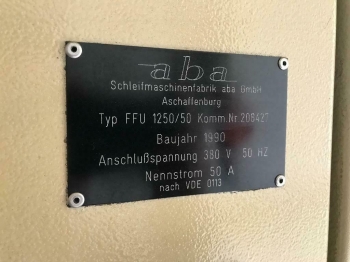 aba
Schleifmaschinenfabrik aba GmbH
Aschaffenburg
Typ FFU 1250/50 Komm.Nr. 208427
Baujahr 1990
Anschlußspannung 380 V 50 HZ
Nennstrom 50 A
nach VDE 0113